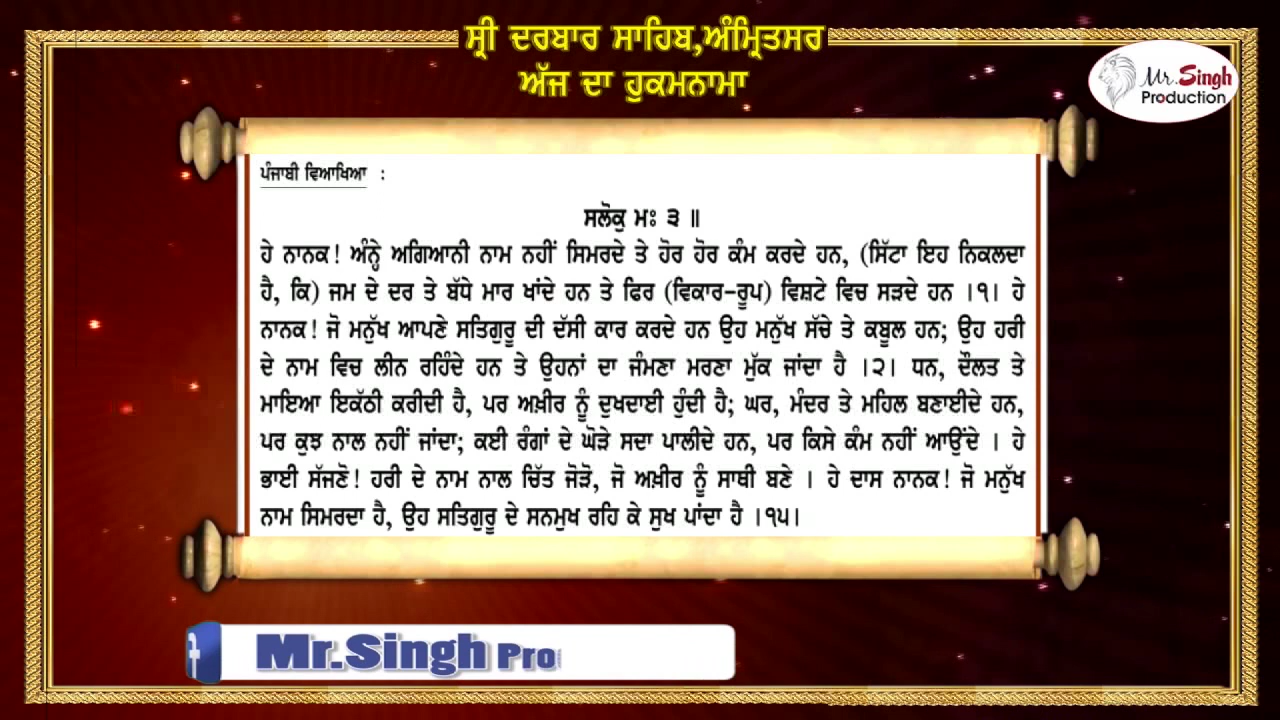 ਸ੍ਰੀ ਦਰਬਾਰ ਸਾਹਿਬ,ਅੰਮ੍ਰਿਤਸਰ
ਅੱਜ ਦਾ ਹੁਕਮਨਾਮਾ
Mr.Singh
Production
ਪੰਜਾਬੀ ਵਿਆਖਿਆ :
ਸਲੋਕੁ ਮਃ ੩ ॥
ਹੇ ਨਾਨਕ! ਅੰਨ੍ਹੇ ਅਗਿਆਨੀ ਨਾਮ ਨਹੀਂ ਸਿਮਰਦੇ ਤੇ ਹੋਰ ਹੋਰ ਕੰਮ ਕਰਦੇ ਹਨ, (ਸਿੱਟਾ ਇਹ ਨਿਕਲਦਾ
ਹੈ, ਕਿ) ਜਮ ਦੇ ਦਰ ਤੇ ਬੱਧੇ ਮਾਰ ਖਾਂਦੇ ਹਨ ਤੇ ਫਿਰ (ਵਿਕਾਰ-ਰੂਪ) ਵਿਸ਼ਟੇ ਵਿਚ ਸੜਦੇ ਹਨ ।੧। ਹੇ
ਨਾਨਕ! ਜੋ ਮਨੁੱਖ ਆਪਣੇ ਸਤਿਗੁਰੂ ਦੀ ਦੱਸੀ ਕਾਰ ਕਰਦੇ ਹਨ ਉਹ ਮਨੁੱਖ ਸੱਚੇ ਤੇ ਕਬੂਲ ਹਨ; ਉਹ ਹਰੀ
ਦੇ ਨਾਮ ਵਿਚ ਲੀਨ ਰਹਿੰਦੇ ਹਨ ਤੇ ਉਹਨਾਂ ਦਾ ਜੰਮਣਾ ਮਰਣਾ ਮੁੱਕ ਜਾਂਦਾ ਹੈ ।੨। ਧਨ, ਦੌਲਤ ਤੇ
ਮਾਇਆ ਇਕੱਠੀ ਕਰੀਦੀ ਹੈ, ਪਰ ਅਖ਼ੀਰ ਨੂੰ ਦੁਖਦਾਈ ਹੁੰਦੀ ਹੈ; ਘਰ, ਮੰਦਰ ਤੇ ਮਹਿਲ ਬਣਾਈਦੇ ਹਨ,
ਪਰ ਕੁਝ ਨਾਲ ਨਹੀਂ ਜਾਂਦਾ; ਕਈ ਰੰਗਾਂ ਦੇ ਘੋੜੇ ਸਦਾ ਪਾਲੀਦੇ ਹਨ, ਪਰ ਕਿਸੇ ਕੰਮ ਨਹੀਂ ਆਉਂਦੇ । ਹੇ
ਭਾਈ ਸੱਜਣੋ! ਹਰੀ ਦੇ ਨਾਮ ਨਾਲ ਚਿੱਤ ਜੋੜੋ, ਜੋ ਅਖ਼ੀਰ ਨੂੰ ਸਾਥੀ ਬਣੇ । ਹੇ ਦਾਸ ਨਾਨਕ! ਜੋ ਮਨੁੱਖ
ਨਾਮ ਸਿਮਰਦਾ ਹੈ, ਉਹ ਸਤਿਗੁਰੂ ਦੇ ਸਨਮੁਖ ਰਹਿ ਕੇ ਸੁਖ ਪਾਂਦਾ ਹੈ ।੧੫।
Mr.Singh Pro